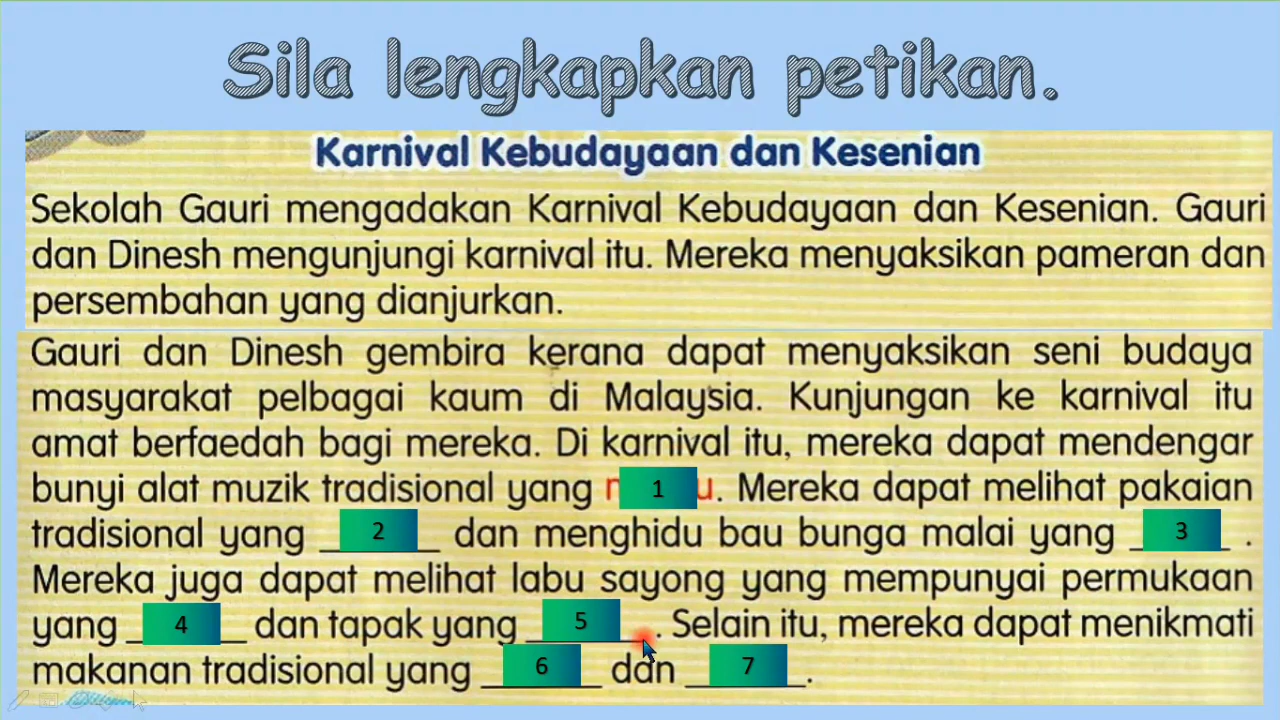 Sila lengkapkan petikan.
Karnival Kebudayaan dan Kesenian
Sekolah Gauri mengadakan Karnival Kebudayaan dan Kesenian. Gauri
dan Dinesh mengunjungi karnival itu. Mereka menyaksikan pameran dan
persembahan yang dianjurkan.
Gauri dan Dinesh gembira kerana dapat menyaksikan seni budaya
masyarakat pelbagai kaum di Malaysia. Kunjungan ke karnival itu
amat berfaedah bagi mereka. Di karnival itu, mereka dapat mendengar
bunyi alat muzik tradisional yang 1. Mereka dapat melihat pakaian
tradisional yang 2 dan menghidu bau bunga malai yang 3.
Mereka juga dapat melihat labu sayong yang mempunyai permukaan
yang 4 dan tapak yang 5. Selain itu, mereka dapat menikmati
makanan tradisional yang 6 dan 7.